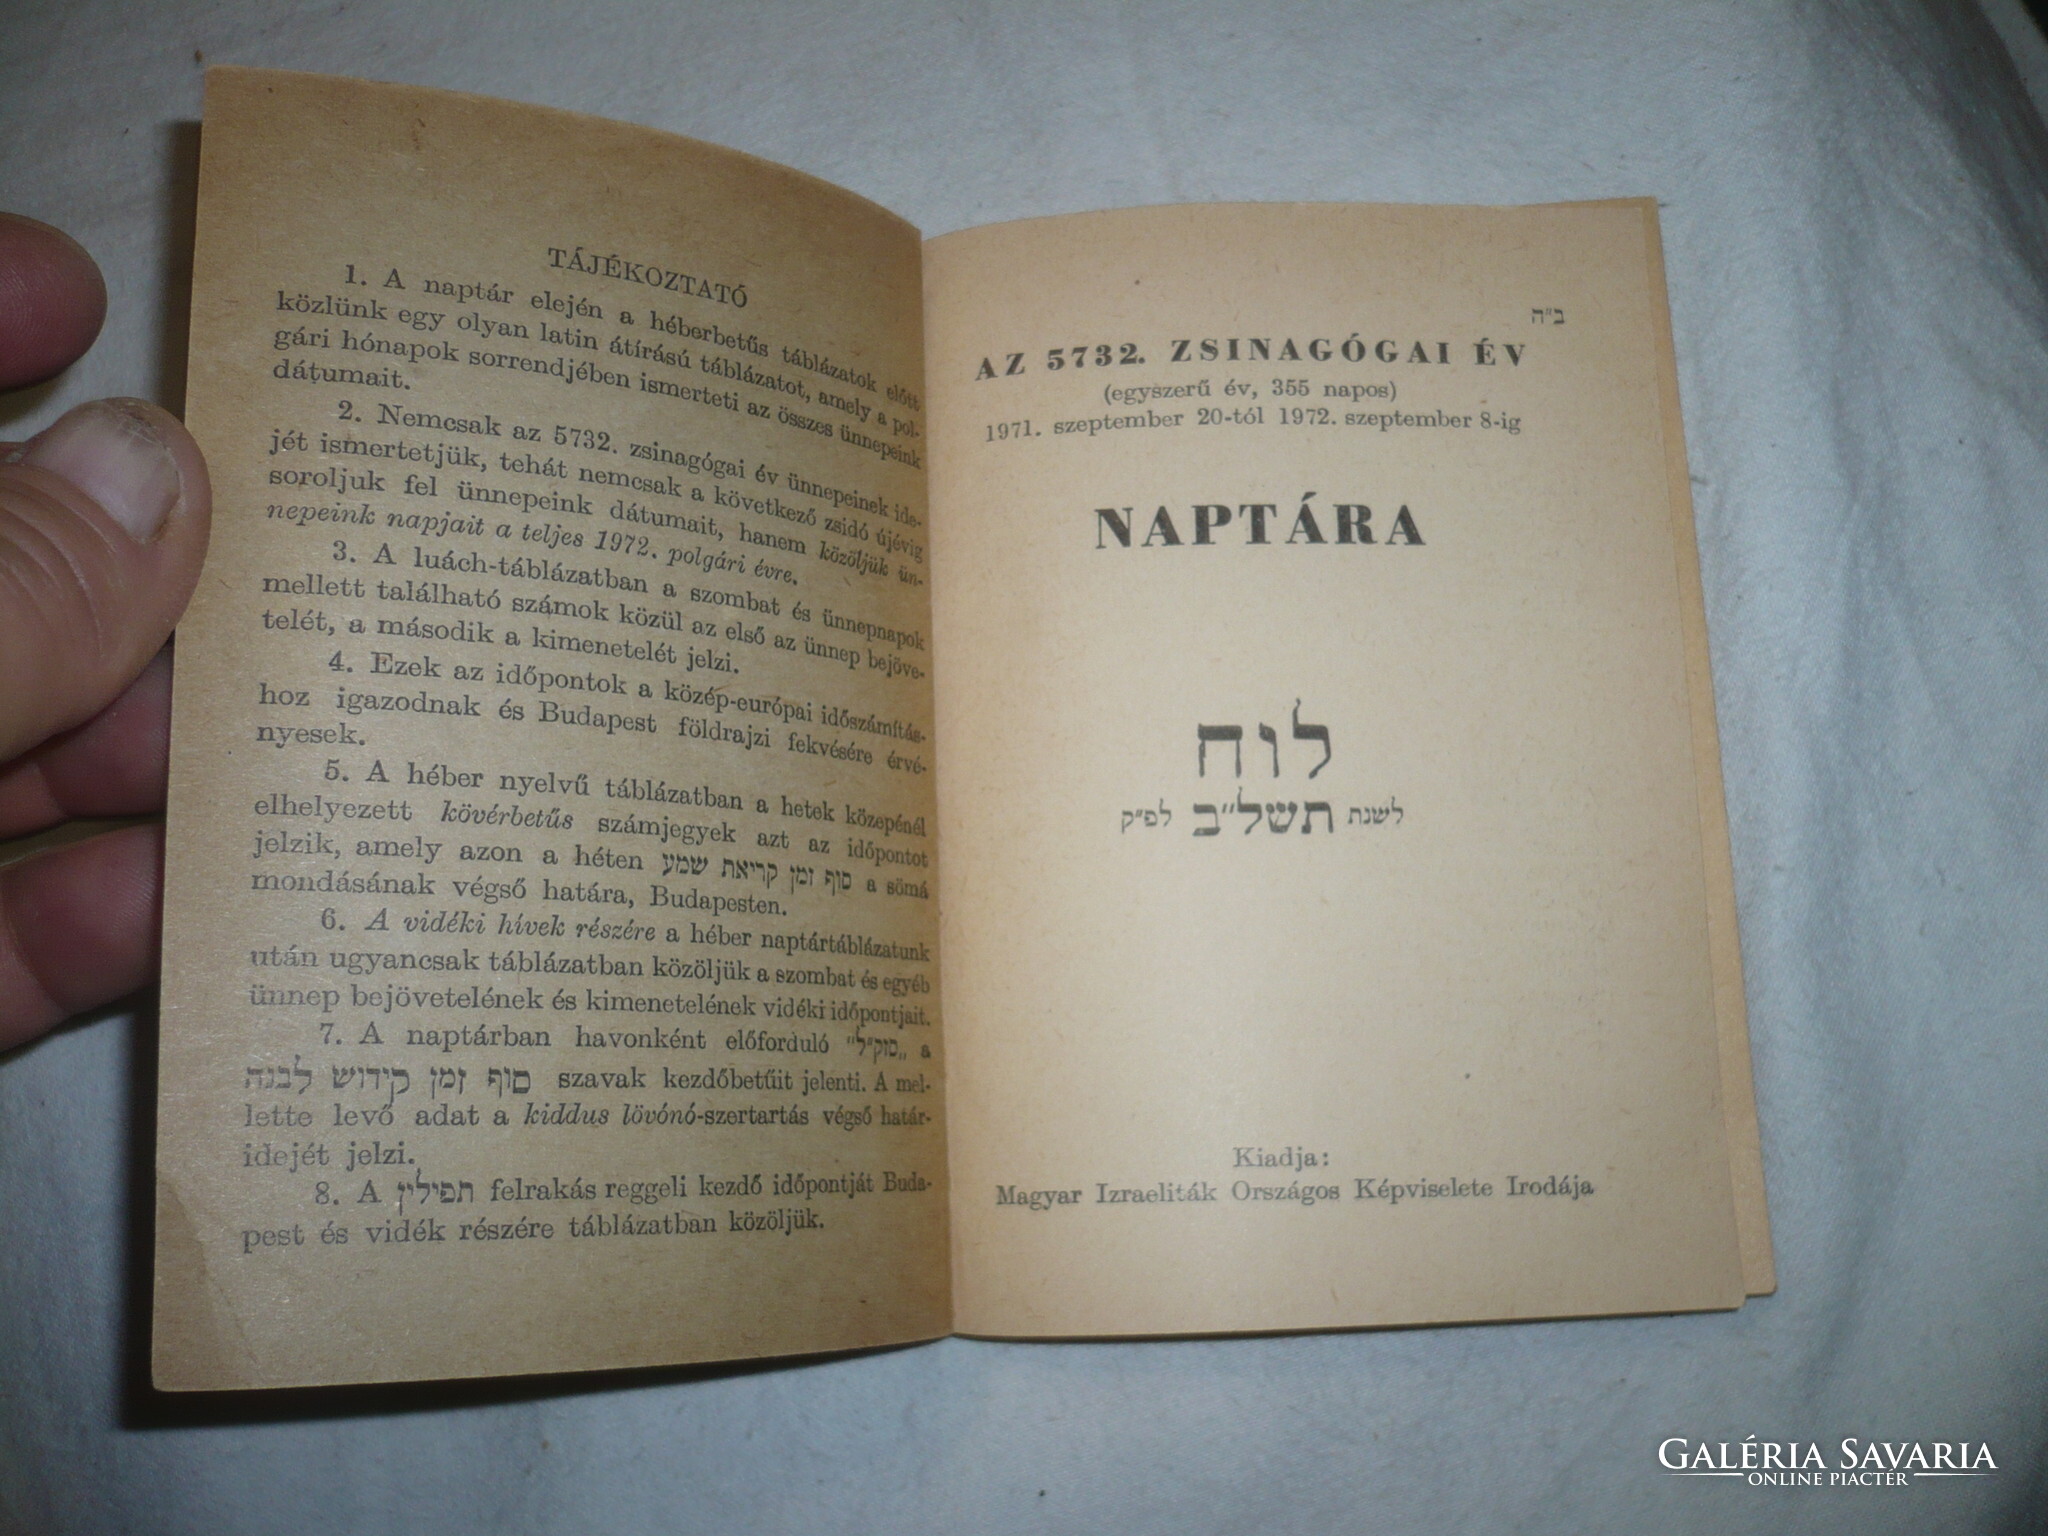 TÁJÉKOZTATÓ
1. A naptár elején a héberbetűs táblázatok előtt
közlünk egy olyan latin átírású táblázatot, amely a pol-
gári hónapok sorrendjében ismerteti az összes ünnepeink
dátumait.
2. Nemcsak az 5732. zsinagógai év ünnepeinek ide-
jét ismertetjük, tehát nemcsak a következő zsidó újévig
soroljuk fel ünnepeink dátumait, hanem közöljük ün-
nepeink napjait a teljes 1972. polgári évre.
3. A luách-táblázatban a szombat és ünnepnapok
mellett található számok közül az első az ünnep bejöve-
telét, a második a kimenetelét jelzi.
4. Ezek az időpontok a közép-európai időszámítás-
hoz igazodnak és Budapest földrajzi fekvésére érvé-
nyesek.
5. A héber nyelvű táblázatban a hetek közepénél
elhelyezett kövérbetűs számjegyek azt az időpontot
jelzik, amely azon a héten סוף זמן קריאת שמע a sömá
mondásának végső határa, Budapesten.
6. A vidéki hívek részére a héber naptártáblázatunk
után ugyancsak táblázatban közöljük a szombat és egyéb
ünnep bejövetelének és kimenetelének vidéki időpontjait.
7. A naptárban havonként előforduló „סזק״ל” a
סוף זמן קידוש לבנה szavak kezdőbetűit jelenti. A mel-
lette levő adat a kiddus lövónó-szertartás végső határ-
idejét jelzi.
8. A תפילין felrakás reggeli kezdő időpontját Buda-
pest és vidék részére táblázatban közöljük.
ב״ה
AZ 5732. ZSINAGÓGAI ÉV
(egyszerű év, 355 napos)
1971. szeptember 20-tól 1972. szeptember 8-ig
NAPTÁRA
לוח
לשנת תשל״ב לפ״ק
Kiadja:
Magyar Izraeliták Országos Képviselete Irodája
GALÉRIA SAVARIA
ONLINE PIACTÉR